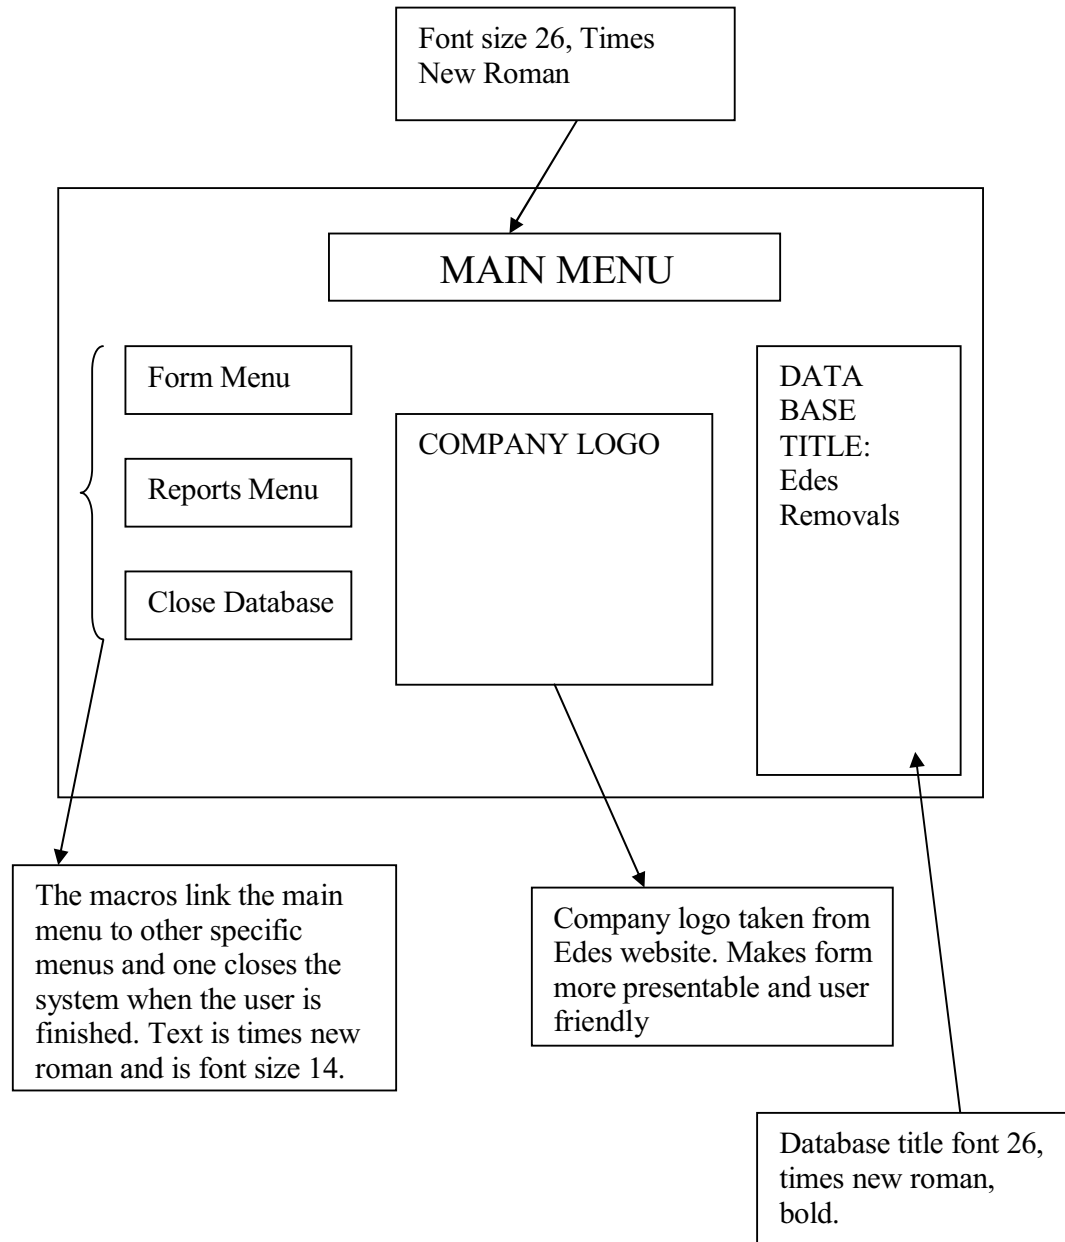 Font size 26, Times
New Roman
MAIN MENU
Form Menu
Reports Menu
Close Database
COMPANY LOGO
DATA
BASE
TITLE:
Edes
Removals
The macros link the main
menu to other specific
menus and one closes the
system when the user is
finished. Text is times new
roman and is font size 14.
Company logo taken from
Edes website. Makes form
more presentable and user
friendly
Database title font 26,
times new roman,
bold.